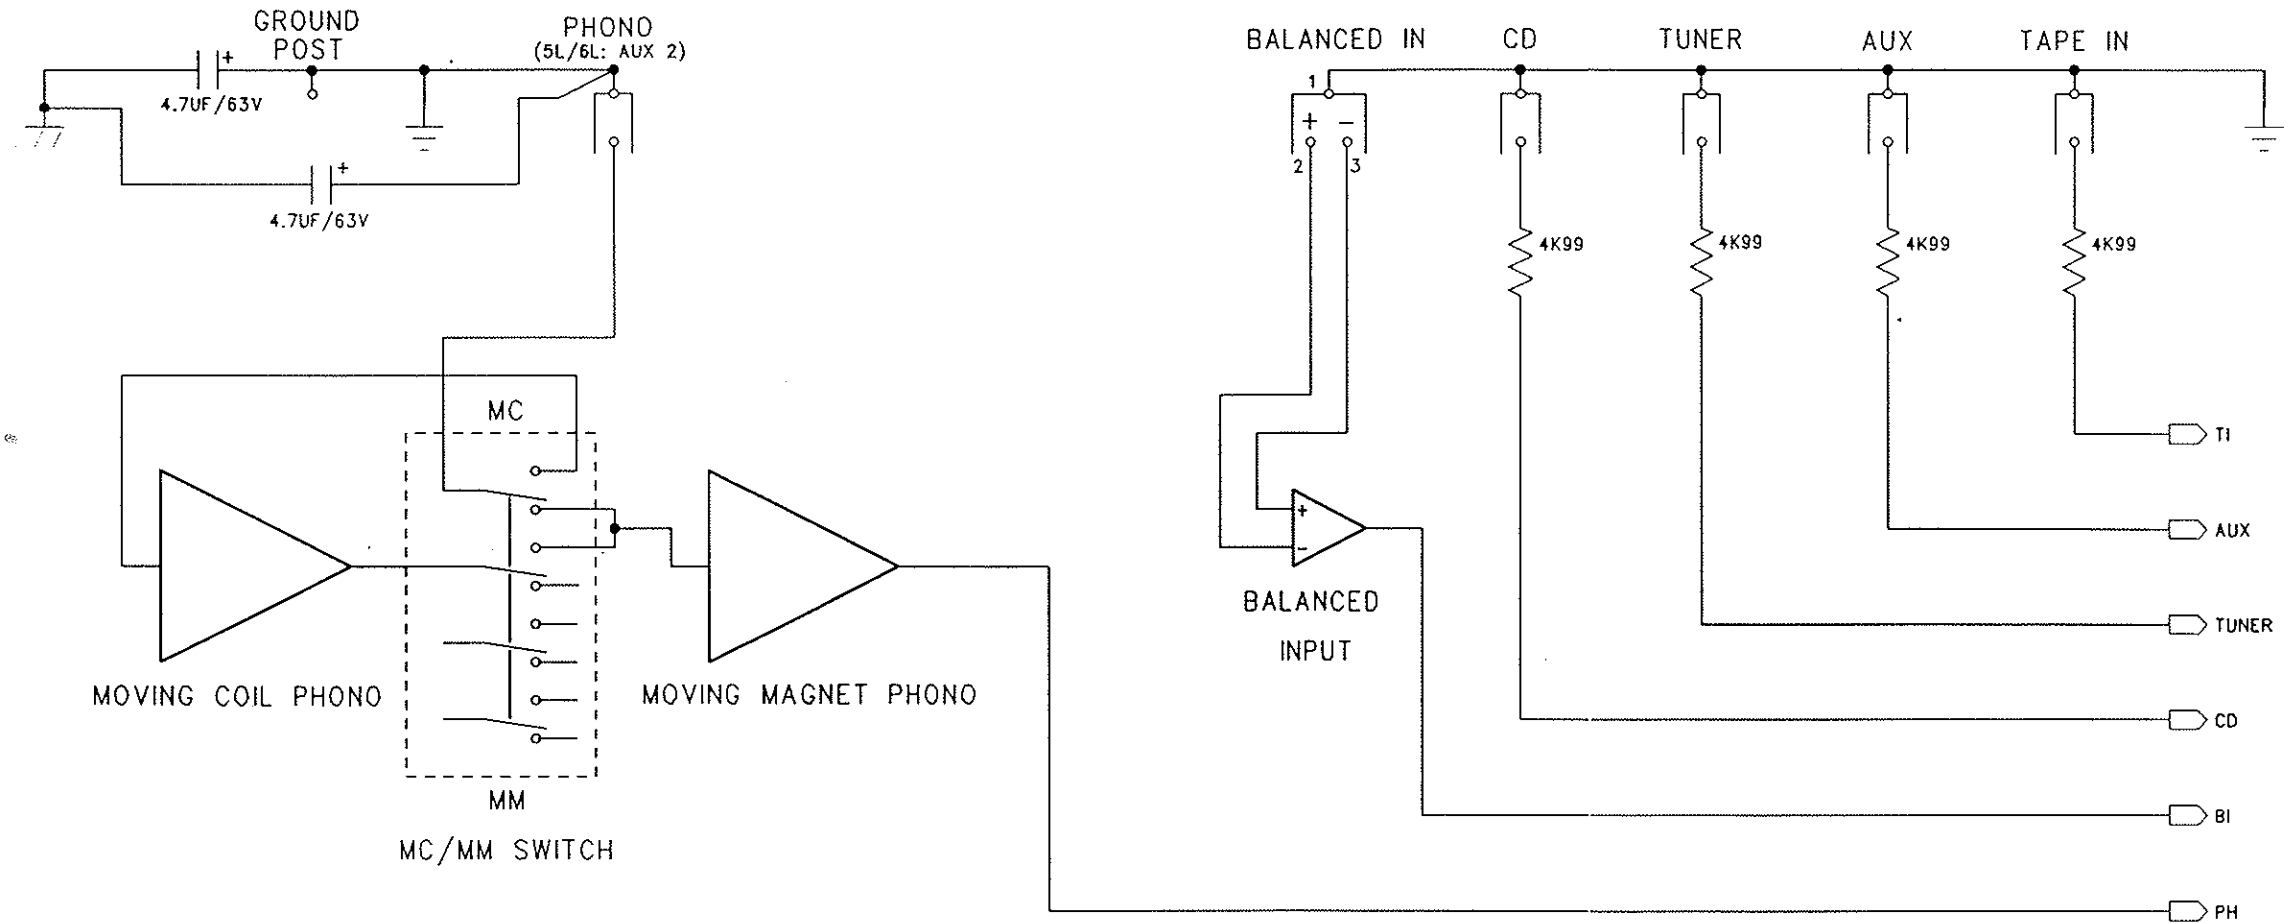 GROUND
POST
PHONO
(5L/6L: AUX 2)
+
4.7UF/63V
+
4.7UF/63V
BALANCED IN
CD
TUNER
AUX
TAPE IN
1
+ −
2 3
4K99
4K99
4K99
4K99
MC
MOVING COIL PHONO
MM
MC/MM SWITCH
MOVING MAGNET PHONO
+
−
BALANCED
INPUT
TI
AUX
TUNER
CD
BI
PH